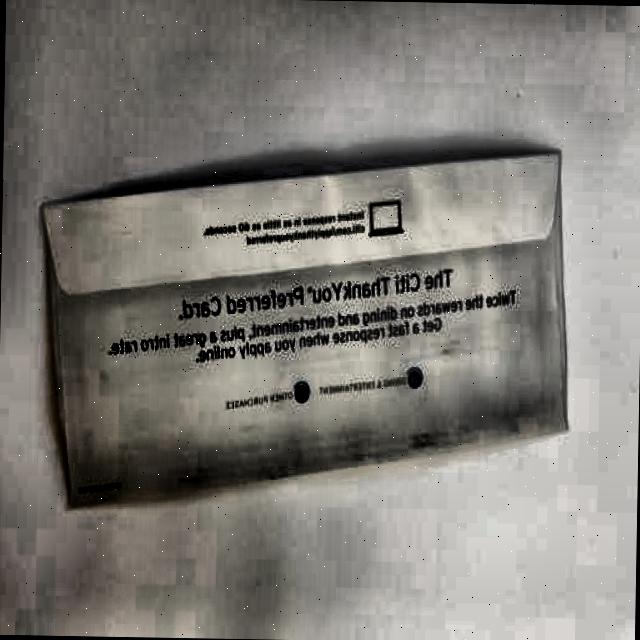 Instant response in as little as 60 seconds.
The Citi ThankYou® Preferred Card.
Twice the rewards on dining and entertainment, plus a great intro rate.
Get a fast response when you apply online.
DINING & ENTERTAINMENT
OTHER PURCHASES